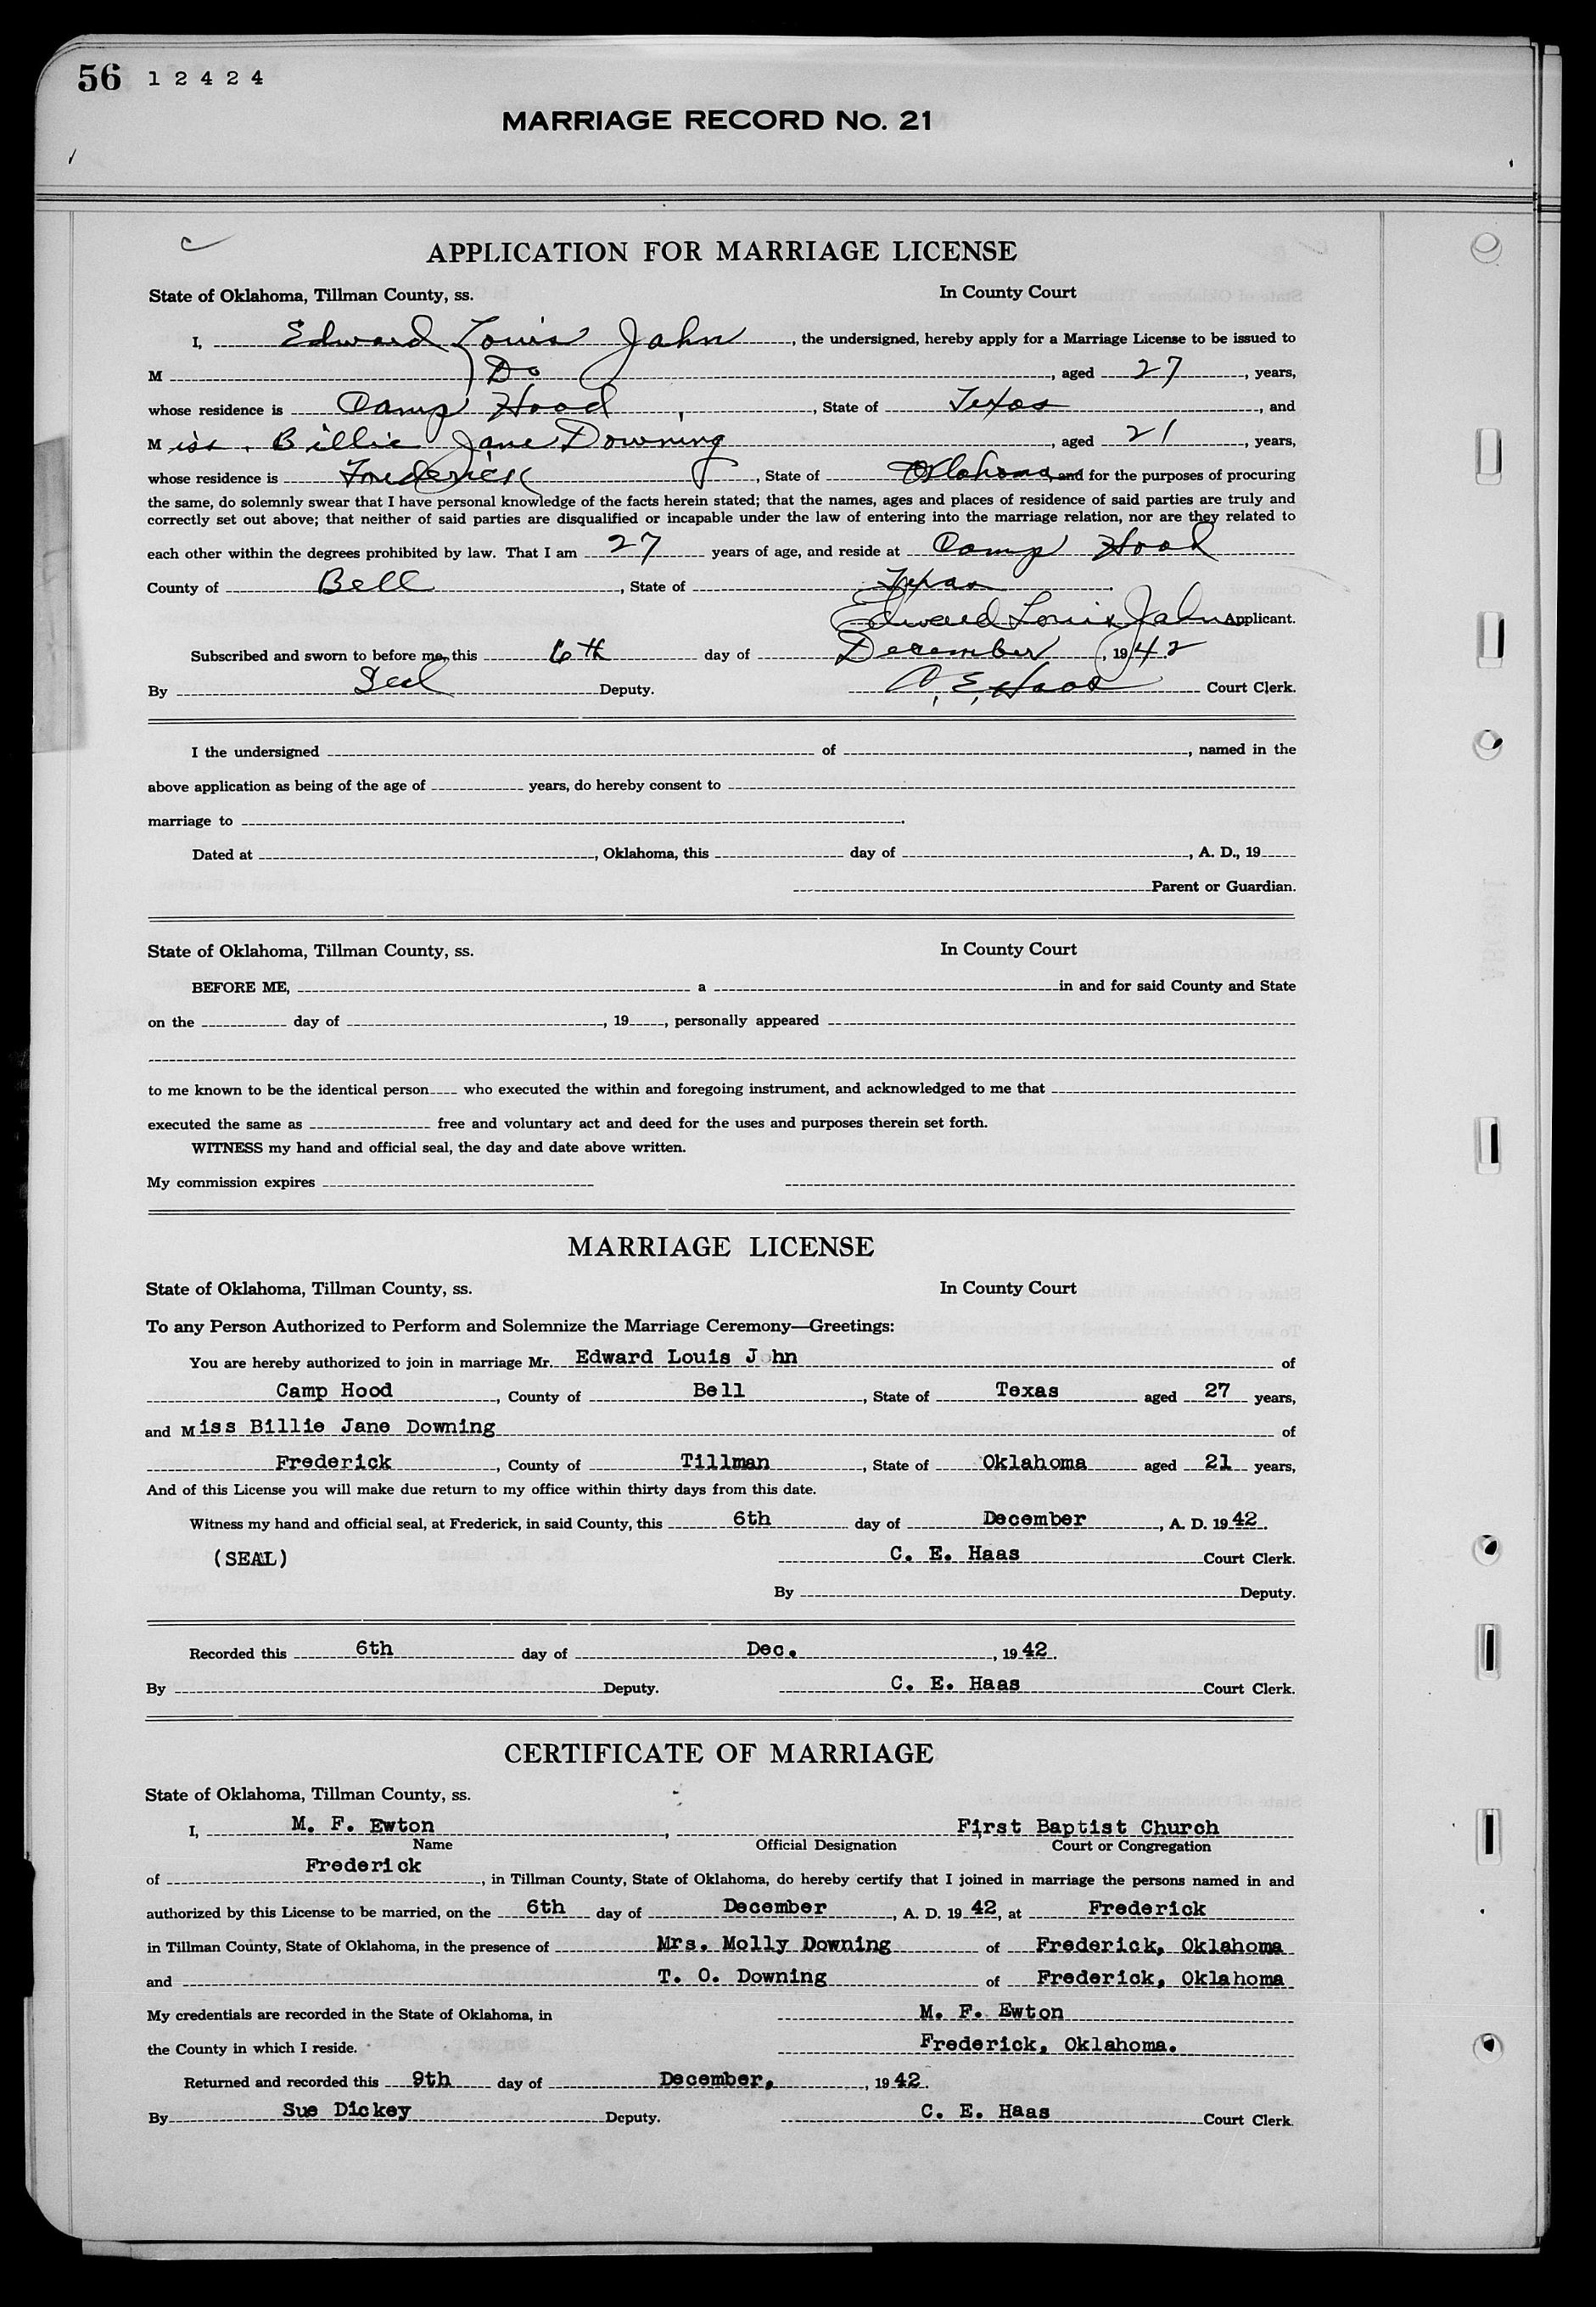 56 12424
MARRIAGE RECORD No. 21
APPLICATION FOR MARRIAGE LICENSE
State of Oklahoma, Tillman County, ss. In County Court
I, Edward Louis Jahn, the undersigned, hereby apply for a Marriage License to be issued to
M Do, aged 27, years,
whose residence is Camp Hood, State of Texas, and
Miss. Billie Jane Downing, aged 21, years,
whose residence is Frederick, State of Oklahoma and for the purposes of procuring
the same, do solemnly swear that I have personal knowledge of the facts herein stated; that the names, ages and places of residence of said parties are truly and
correctly set out above; that neither of said parties are disqualified or incapable under the law of entering into the marriage relation, nor are they related to
each other within the degrees prohibited by law. That I am 27 years of age, and reside at Camp Hood
County of Bell, State of Texas.
Edward Louis Jahn Applicant.
Subscribed and sworn to before me, this 6th day of December, 1942
By Seal Deputy. C. E. Haas Court Clerk.
I the undersigned of , named in the
above application as being of the age of years, do hereby consent to
marriage to .
Dated at , Oklahoma, this day of , A. D., 19
Parent or Guardian.
State of Oklahoma, Tillman County, ss. In County Court
BEFORE ME, a in and for said County and State
on the day of , 19 , personally appeared
to me known to be the identical person who executed the within and foregoing instrument, and acknowledged to me that
executed the same as free and voluntary act and deed for the uses and purposes therein set forth.
WITNESS my hand and official seal, the day and date above written.
My commission expires
MARRIAGE LICENSE
State of Oklahoma, Tillman County, ss. In County Court
To any Person Authorized to Perform and Solemnize the Marriage Ceremony—Greetings:
You are hereby authorized to join in marriage Mr. Edward Louis J hn of
Camp Hood, County of Bell, State of Texas aged 27 years,
and Miss Billie Jane Downing of
Frederick, County of Tillman, State of Oklahoma aged 21 years,
And of this License you will make due return to my office within thirty days from this date.
Witness my hand and official seal, at Frederick, in said County, this 6th day of December, A. D. 1942.
(SEAL) C. E. Haas Court Clerk.
By Deputy.
Recorded this 6th day of Dec., 1942.
By Deputy. C. E. Haas Court Clerk.
CERTIFICATE OF MARRIAGE
State of Oklahoma, Tillman County, ss.
I, M. F. Ewton, First Baptist Church
Name Official Designation Court or Congregation
of Frederick, in Tillman County, State of Oklahoma, do hereby certify that I joined in marriage the persons named in and
authorized by this License to be married, on the 6th day of December, A. D. 1942, at Frederick
in Tillman County, State of Oklahoma, in the presence of Mrs. Molly Downing of Frederick, Oklahoma
and T. O. Downing of Frederick, Oklahoma
My credentials are recorded in the State of Oklahoma, in M. F. Ewton
the County in which I reside. Frederick, Oklahoma.
Returned and recorded this 9th day of December, 1942.
By Sue Dickey Deputy. C. E. Haas Court Clerk.